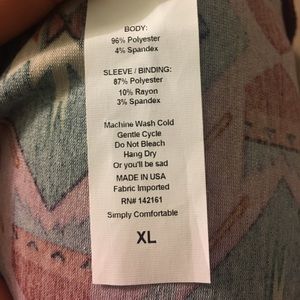 BODY:
96% Polyester
4% Spandex
SLEEVE / BINDING:
87% Polyester
10% Rayon
3% Spandex
Machine Wash Cold
Gentle Cycle
Do Not Bleach
Hang Dry
Or you'll be sad
MADE IN USA
Fabric Imported
RN# 142161
Simply Comfortable
XL